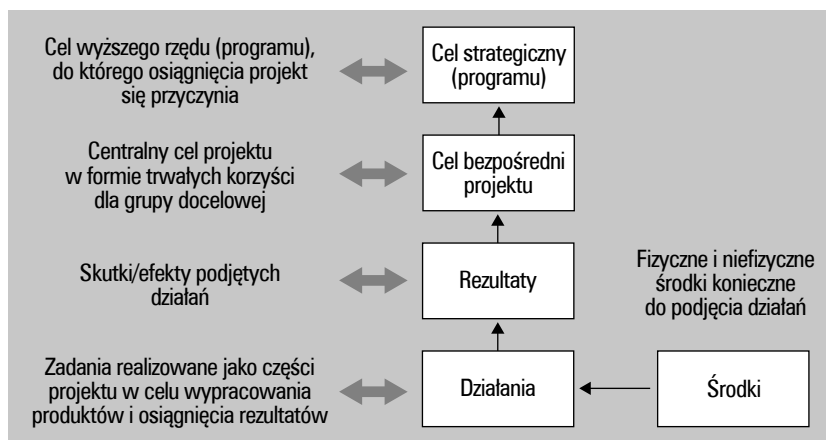 Cel wyższego rzędu (programu),
do którego osiągnięcia projekt
się przyczynia
Cel strategiczny
(programu)
Centralny cel projektu
w formie trwałych korzyści
dla grupy docelowej
Cel bezpośredni
projektu
Skutki/efekty podjętych
działań
Rezultaty
Fizyczne i niefizyczne
środki konieczne
do podjęcia działań
Zadania realizowane jako części
projektu w celu wypracowania
produktów i osiągnięcia rezultatów
Działania
Środki